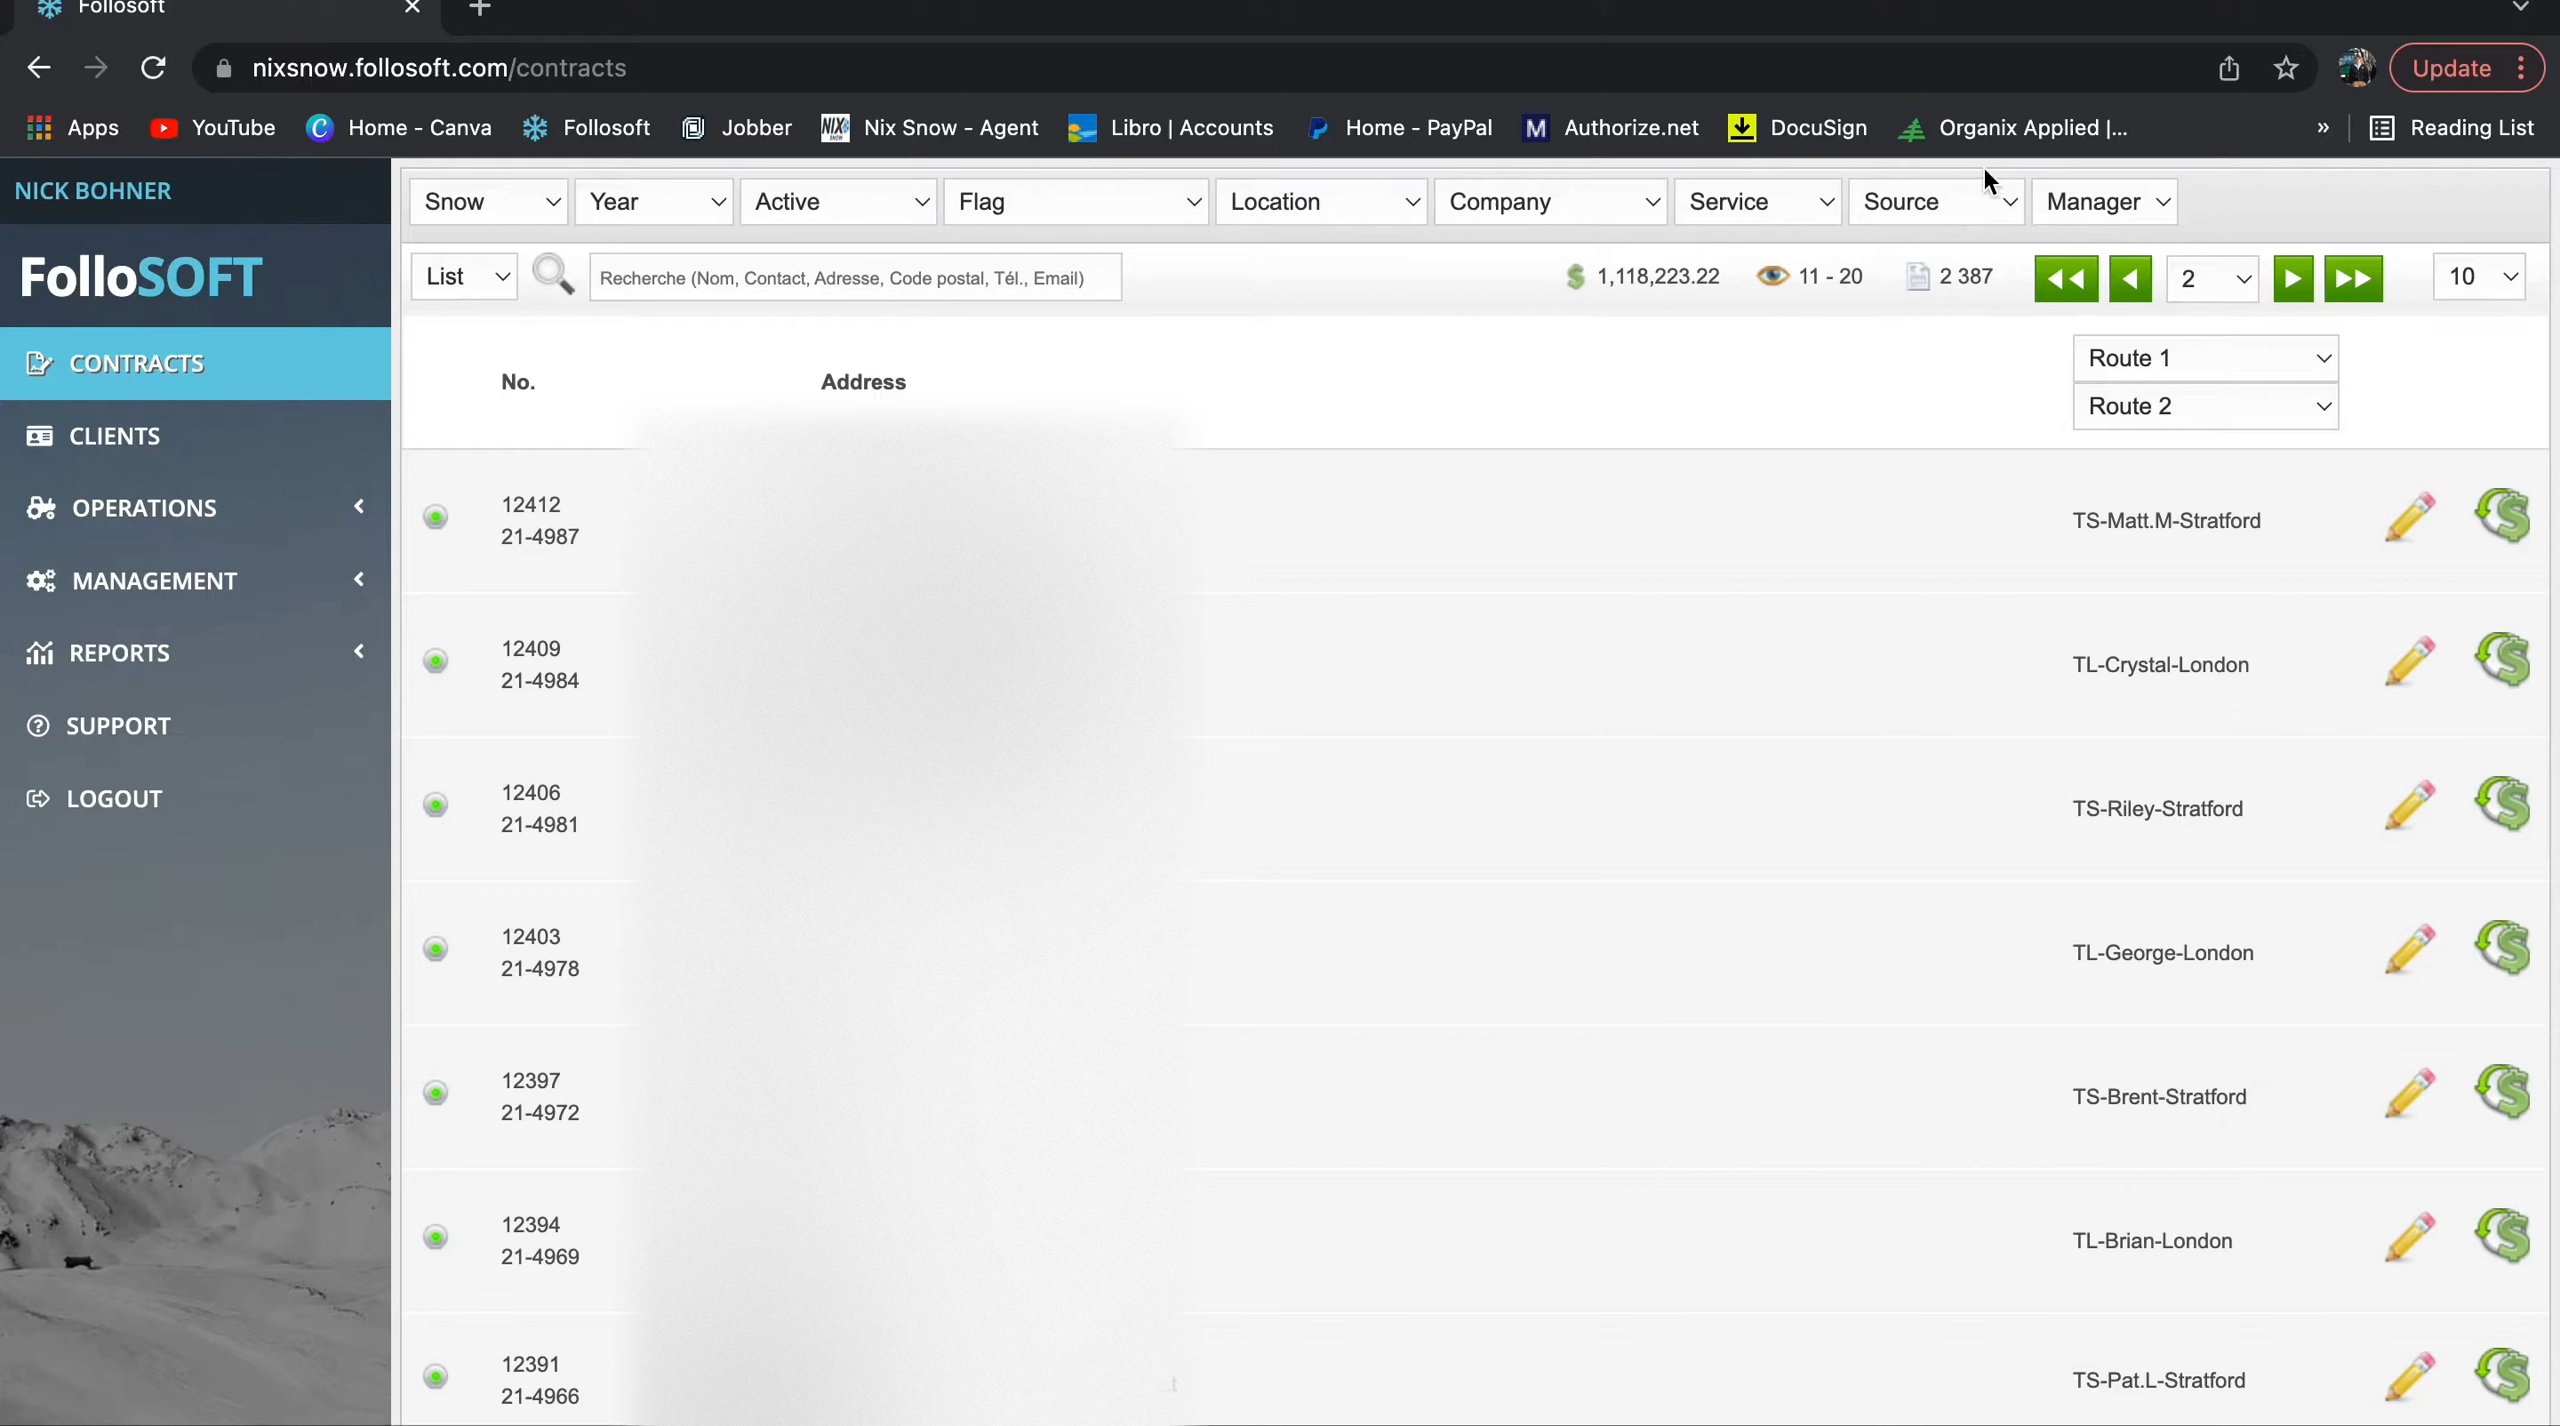 Follosoft
nixsnow.follosoft.com/contracts
Update
Apps YouTube Home - Canva Follosoft Jobber Nix Snow - Agent Libro | Accounts Home - PayPal Authorize.net DocuSign Organix Applied |... » Reading List
NICK BOHNER
Snow Year Active Flag Location Company Service Source Manager
FolloSOFT
List Recherche (Nom, Contact, Adresse, Code postal, Tél., Email) 1,118,223.22 11 - 20 2 387 2 10
CONTRACTS
CLIENTS
OPERATIONS
MANAGEMENT
REPORTS
SUPPORT
LOGOUT
No. Address Route 1
Route 2
12412
21-4987
TS-Matt.M-Stratford
12409
21-4984
TL-Crystal-London
12406
21-4981
TS-Riley-Stratford
12403
21-4978
TL-George-London
12397
21-4972
TS-Brent-Stratford
12394
21-4969
TL-Brian-London
12391
21-4966
TS-Pat.L-Stratford